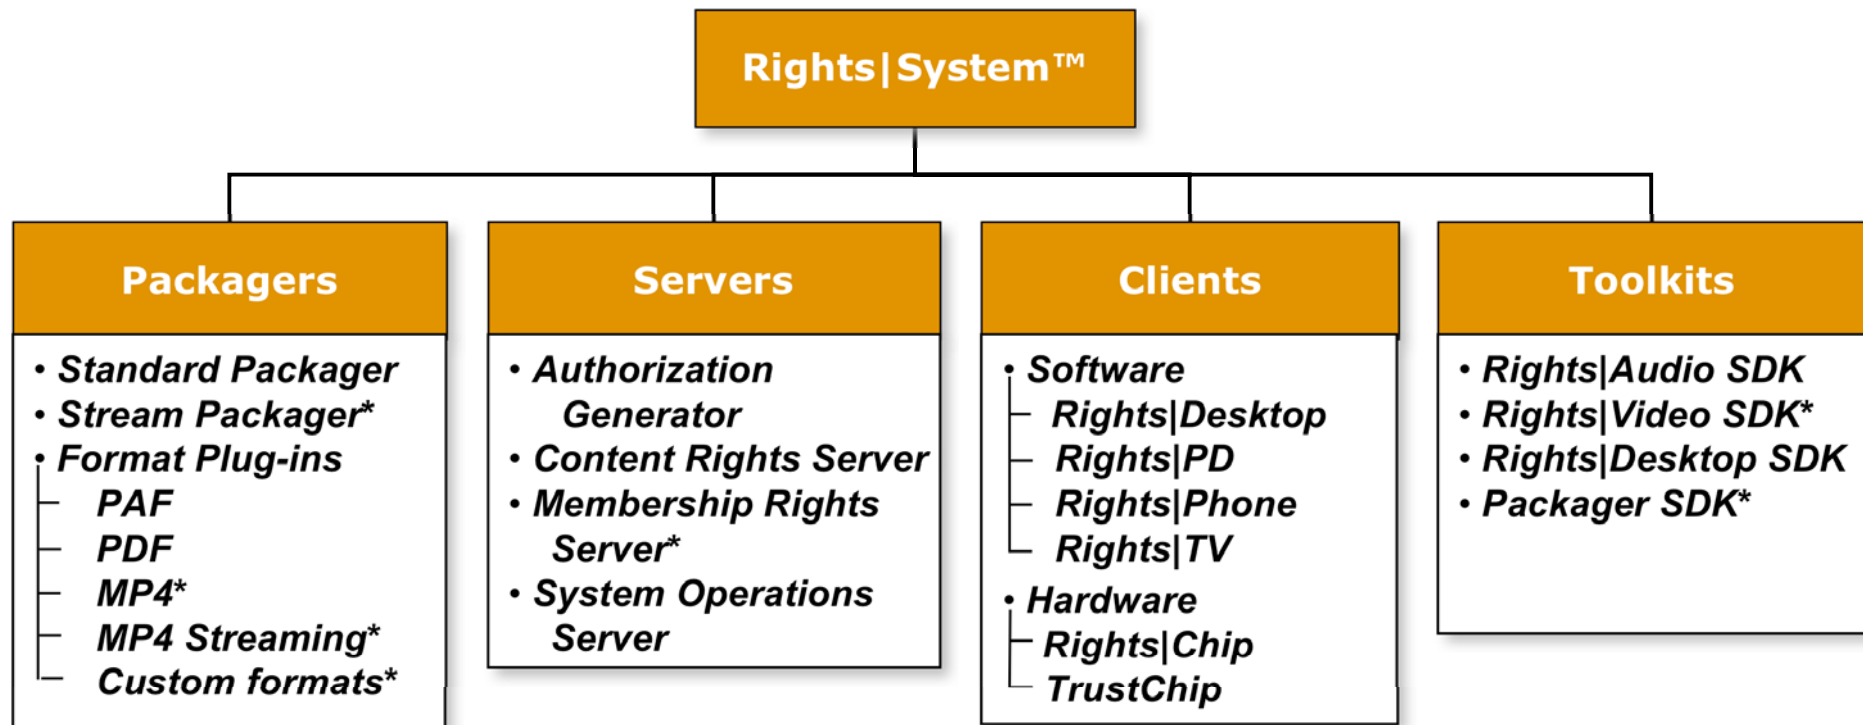 Rights|System™
Packagers
• Standard Packager
• Stream Packager*
• Format Plug-ins
PAF
PDF
MP4*
MP4 Streaming*
Custom formats*
Servers
• Authorization
Generator
• Content Rights Server
• Membership Rights
Server*
• System Operations
Server
Clients
• Software
Rights|Desktop
Rights|PD
Rights|Phone
Rights|TV
• Hardware
Rights|Chip
TrustChip
Toolkits
• Rights|Audio SDK
• Rights|Video SDK*
• Rights|Desktop SDK
• Packager SDK*